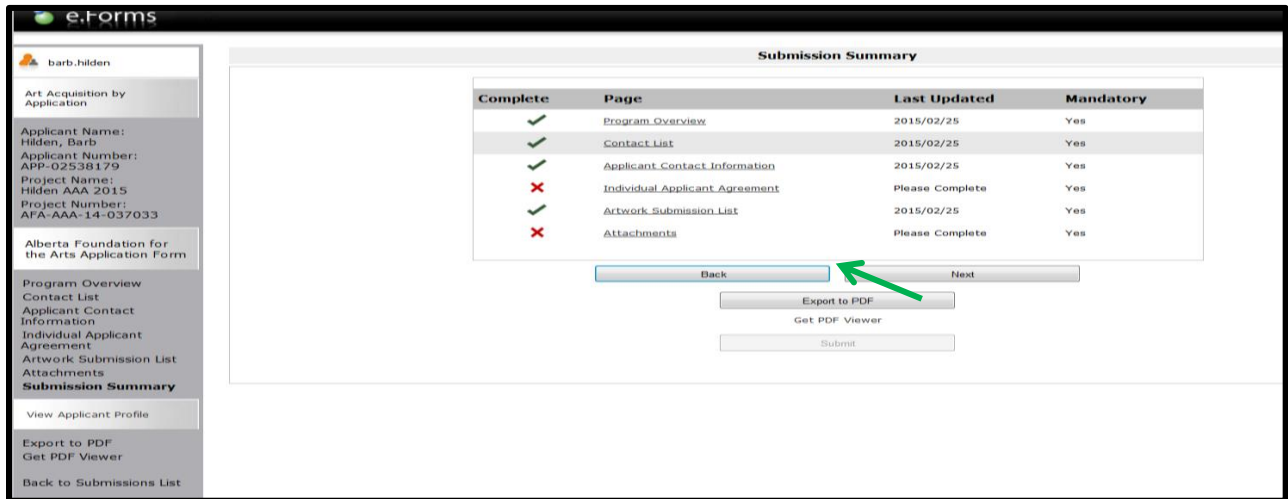 e.Forms
barb.hilden
Art Acquisition by
Application
Applicant Name:
Hilden, Barb
Applicant Number:
APP-02538179
Project Name:
Hilden AAA 2015
Project Number:
AFA-AAA-14-037033
Alberta Foundation for
the Arts Application Form
Program Overview
Contact List
Applicant Contact
Information
Individual Applicant
Agreement
Artwork Submission List
Attachments
Submission Summary
View Applicant Profile
Export to PDF
Get PDF Viewer
Back to Submissions List
Submission Summary
Complete Page Last Updated Mandatory
Program Overview 2015/02/25 Yes
Contact List 2015/02/25 Yes
Applicant Contact Information 2015/02/25 Yes
Individual Applicant Agreement Please Complete Yes
Artwork Submission List 2015/02/25 Yes
Attachments Please Complete Yes
Back Next
Export to PDF
Get PDF Viewer
Submit